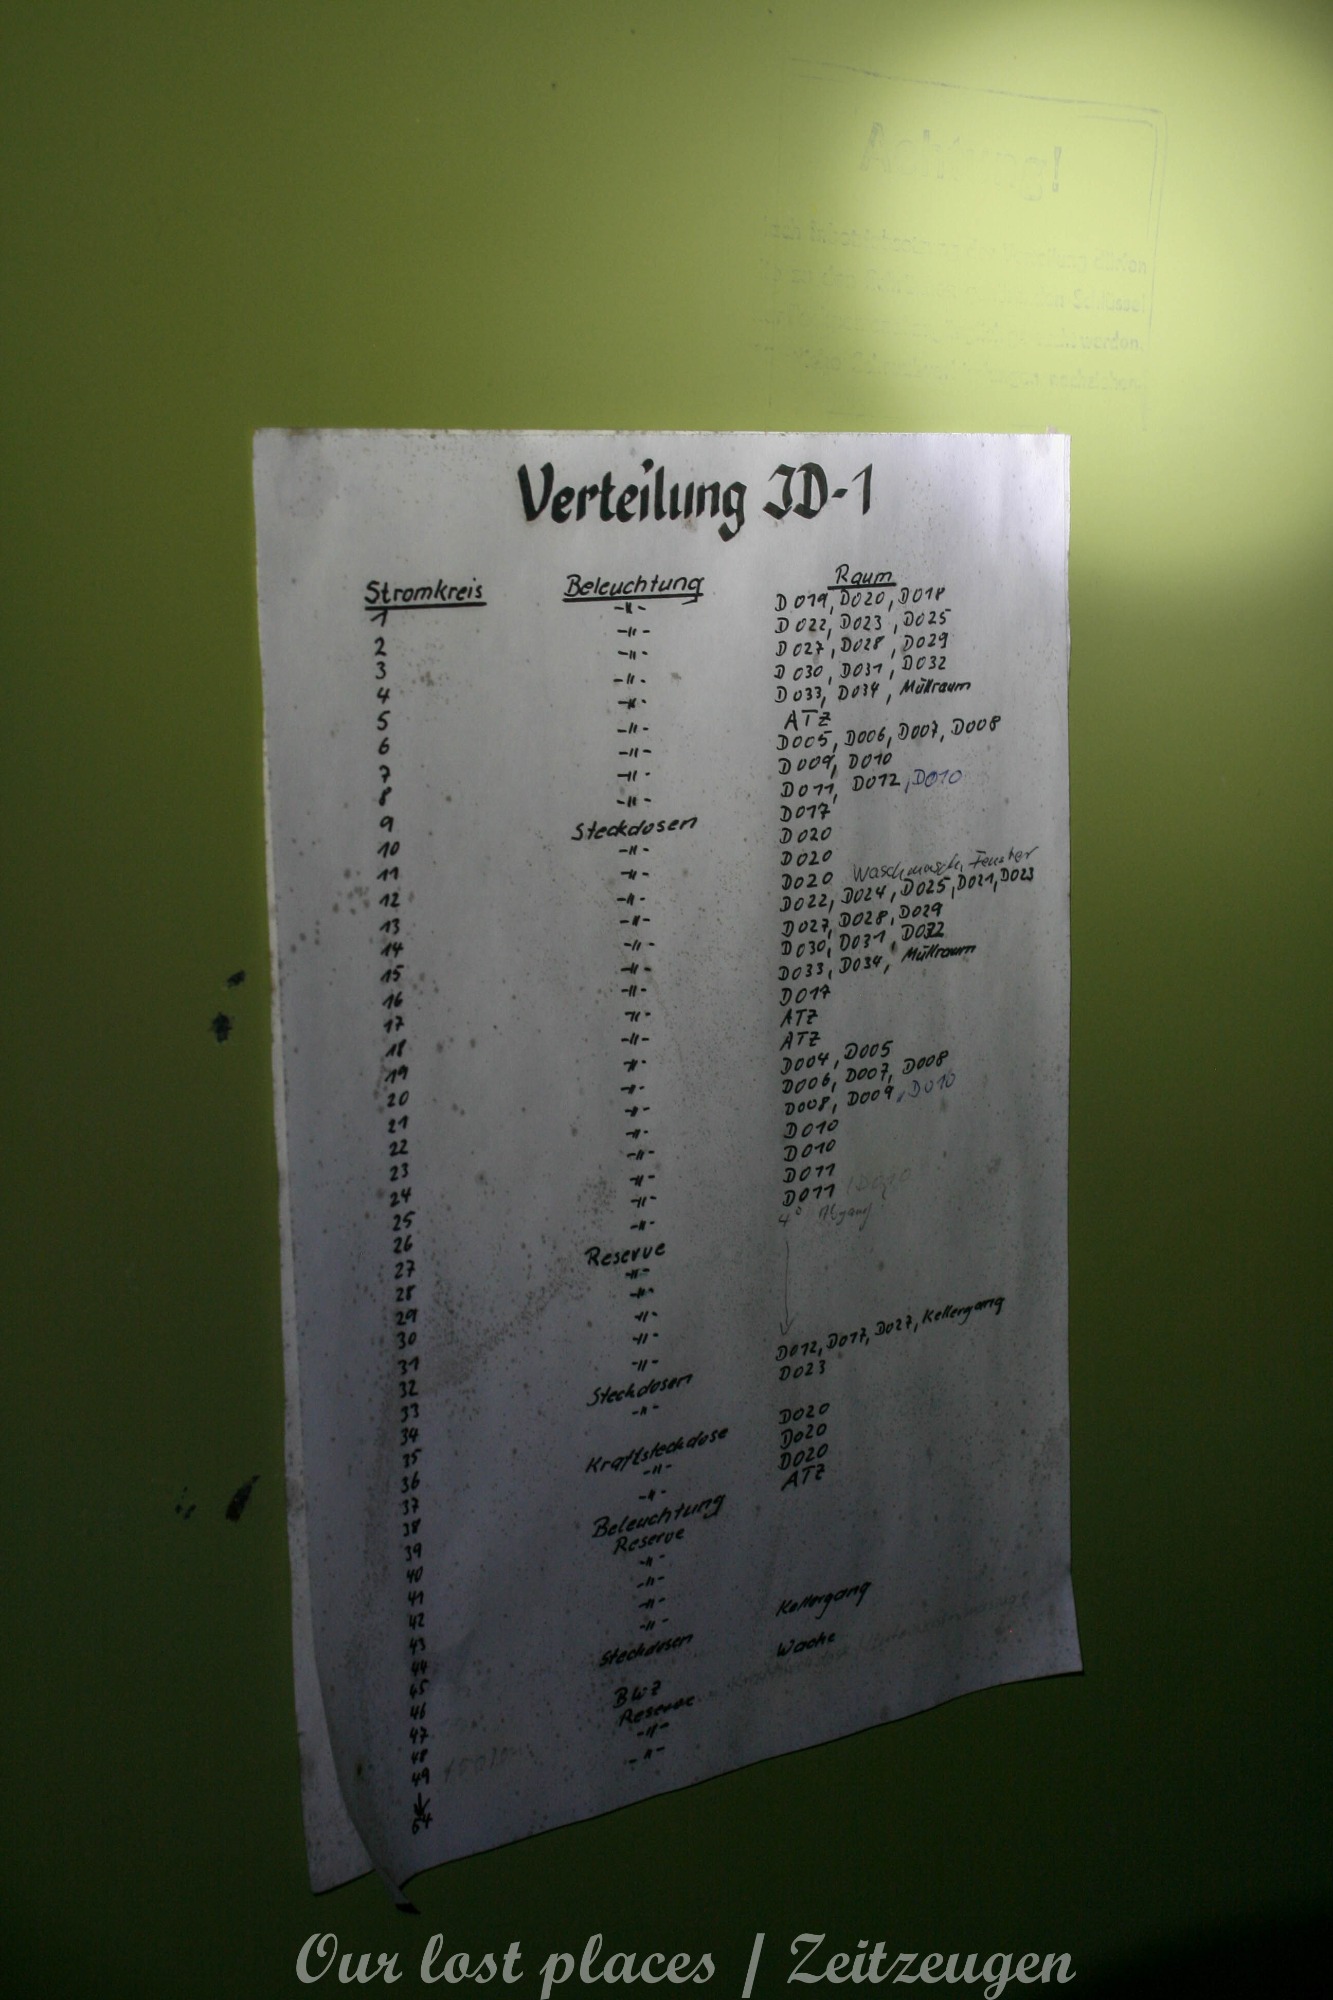 Verteilung JD-1
Stromkreis Beleuchtung Raum
1 -"- D019, D020, D018
2 -"- D022, D023, D025
3 -"- D027, D028, D029
4 -"- D030, D031, D032
5 -"- D033, D034, Müllraum
6 -"- ATZ
7 -"- D005, D006, D007, D008
8 -"- D009, D010
9 -"- D011, D012, D010
10 Steckdosen D017
11 -"- D020
12 -"- D020
13 -"- D020 Waschmasch, Fenster
14 -"- D022, D024, D025, D021, D023
15 -"- D027, D028, D029
16 -"- D030, D031, D032
17 -"- D033, D034, Müllraum
18 -"- D017
19 -"- ATZ
20 -"- ATZ
21 -"- D004, D005
22 -"- D006, D007, D008
23 -"- D008, D009, D010
24 -"- D010
25 -"- D010
26 -"- D011
27 -"- D011
28 Reserve 4° Abgang
29 -"-
30 -"-
31 -"-
32 -"-
33 -"-
34 Steckdosen D012, D017, D027, Kellergang
35 -"- D023
36 Kraftsteckdose D020
37 -"- D020
38 -"- D020
39 Beleuchtung ATZ
40 Reserve
41 -"-
42 -"-
43 -"-
44 -"-
45 Steckdosen Kellergang
46
47 BWZ Wache
48 Reserve
49 -"-
64 -"-
Our lost places | Zeitzeugen